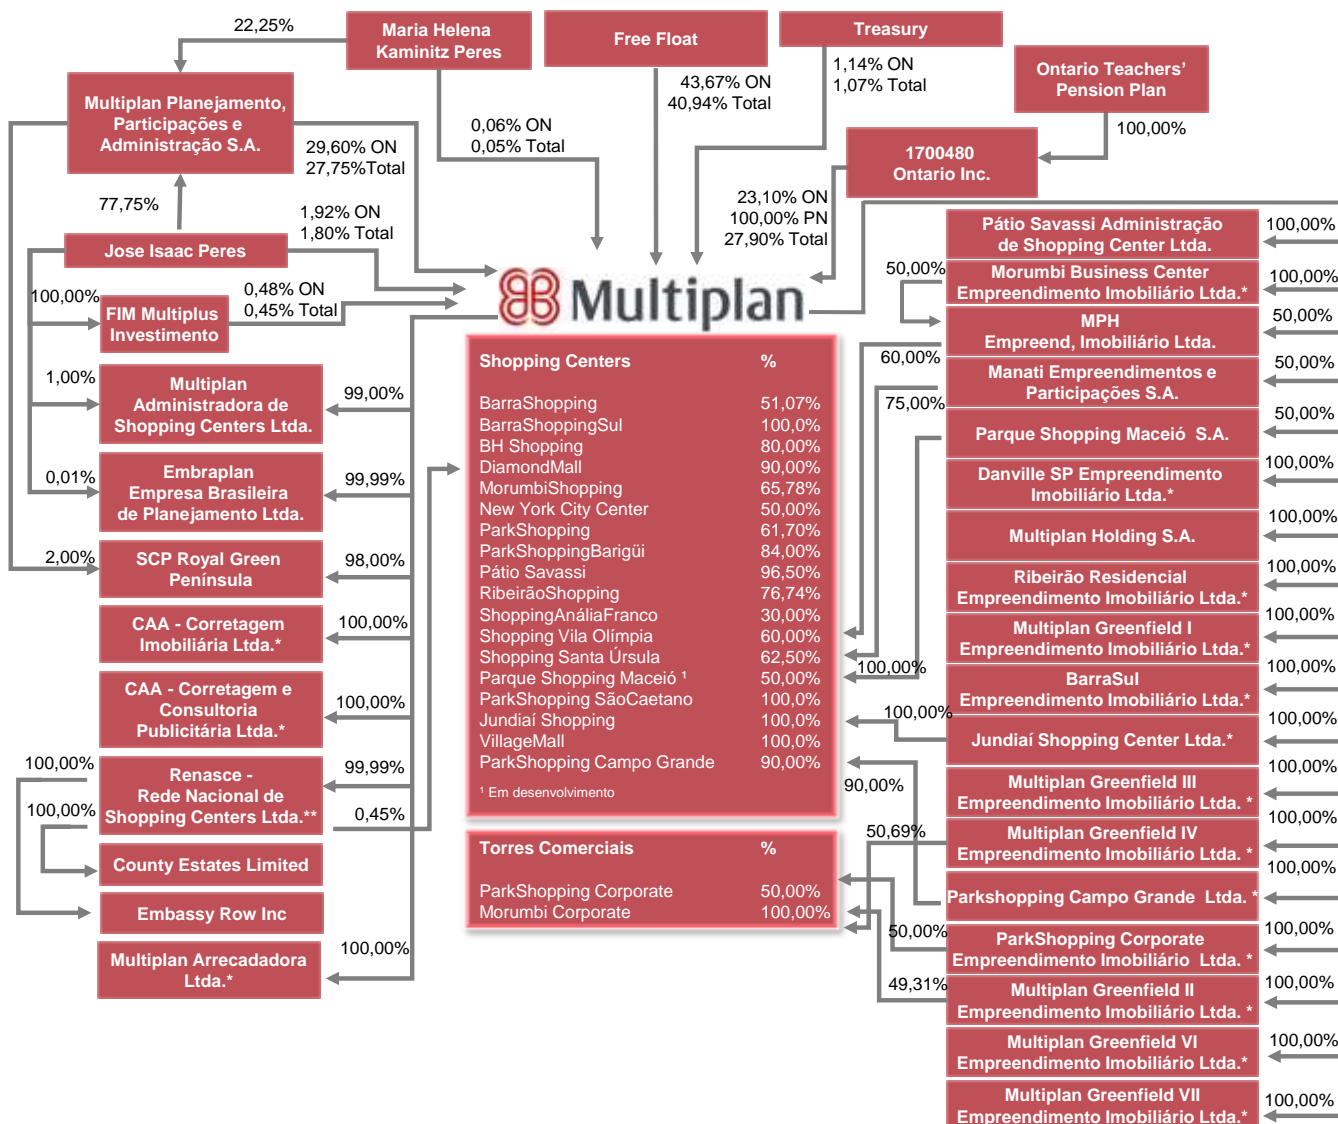 22,25%
Maria Helena
Kaminitz Peres
Free Float
Treasury
43,67% ON
40,94% Total
1,14% ON
1,07% Total
Ontario Teachers'
Pension Plan
100,00%
Multiplan Planejamento,
Participações e
Administração S.A.
29,60% ON
27,75%Total
0,06% ON
0,05% Total
1700480
Ontario Inc.
77,75%
1,92% ON
1,80% Total
23,10% ON
100,00% PN
27,90% Total
Jose Isaac Peres
100,00%
FIM Multiplus
Investimento
0,48% ON
0,45% Total
Multiplan
1,00%
Multiplan
Administradora de
Shopping Centers Ltda.
99,00%
0,01%
Embraplan
Empresa Brasileira
de Planejamento Ltda.
99,99%
2,00%
SCP Royal Green
Península
98,00%
CAA - Corretagem
Imobiliária Ltda.*
100,00%
CAA - Corretagem e
Consultoria
Publicitária Ltda.*
100,00%
100,00%
100,00%
Renasce -
Rede Nacional de
Shopping Centers Ltda.**
99,99%
0,45%
County Estates Limited
Embassy Row Inc
Multiplan Arrecadadora
Ltda.*
100,00%
Shopping Centers %
BarraShopping 51,07%
BarraShoppingSul 100,0%
BH Shopping 80,00%
DiamondMall 90,00%
MorumbiShopping 65,78%
New York City Center 50,00%
ParkShopping 61,70%
ParkShoppingBarigüi 84,00%
Pátio Savassi 96,50%
RibeirãoShopping 76,74%
ShoppingAnáliaFranco 30,00%
Shopping Vila Olímpia 60,00%
Shopping Santa Úrsula 62,50%
Parque Shopping Maceió ¹ 50,00%
ParkShopping SãoCaetano 100,0%
Jundiaí Shopping 100,0%
VillageMall 100,0%
ParkShopping Campo Grande 90,00%
¹ Em desenvolvimento
Torres Comerciais %
ParkShopping Corporate 50,00%
Morumbi Corporate 100,00%
Pátio Savassi Administração
de Shopping Center Ltda.
100,00%
50,00%
Morumbi Business Center
Empreendimento Imobiliário Ltda.*
100,00%
60,00%
MPH
Empreend, Imobiliário Ltda.
50,00%
75,00%
Manati Empreendimentos e
Participações S.A.
50,00%
100,00%
Parque Shopping Maceió S.A.
50,00%
Danville SP Empreendimento
Imobiliário Ltda.*
100,00%
Multiplan Holding S.A.
100,00%
Ribeirão Residencial
Empreendimento Imobiliário Ltda.*
100,00%
Multiplan Greenfield I
Empreendimento Imobiliário Ltda.*
100,00%
BarraSul
Empreendimento Imobiliário Ltda.*
100,00%
100,00%
Jundiaí Shopping Center Ltda.*
100,00%
Multiplan Greenfield III
Empreendimento Imobiliário Ltda. *
100,00%
50,69%
Multiplan Greenfield IV
Empreendimento Imobiliário Ltda. *
100,00%
90,00%
Parkshopping Campo Grande Ltda. *
100,00%
50,00%
ParkShopping Corporate
Empreendimento Imobiliário Ltda. *
100,00%
49,31%
Multiplan Greenfield II
Empreendimento Imobiliário Ltda. *
100,00%
Multiplan Greenfield VI
Empreendimento Imobiliário Ltda.*
100,00%
Multiplan Greenfield VII
Empreendimento Imobiliário Ltda.*
100,00%